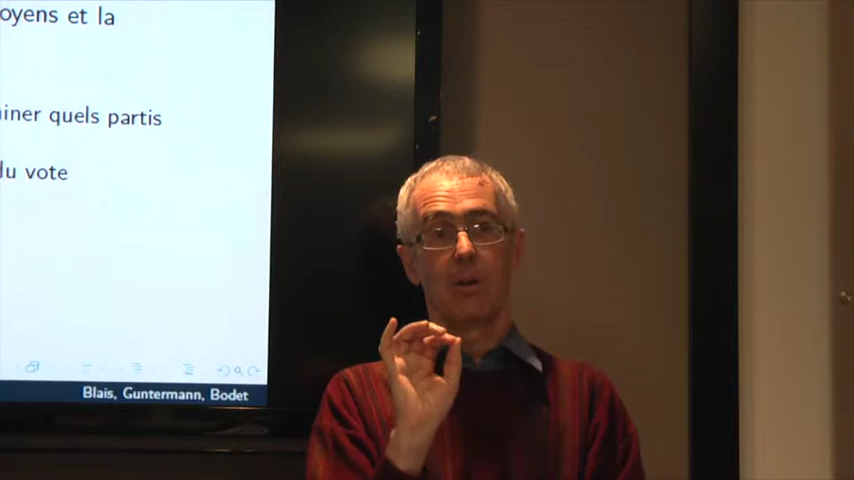 oyens et la
iner quels partis
du vote
Blais, Guntermann, Bodet